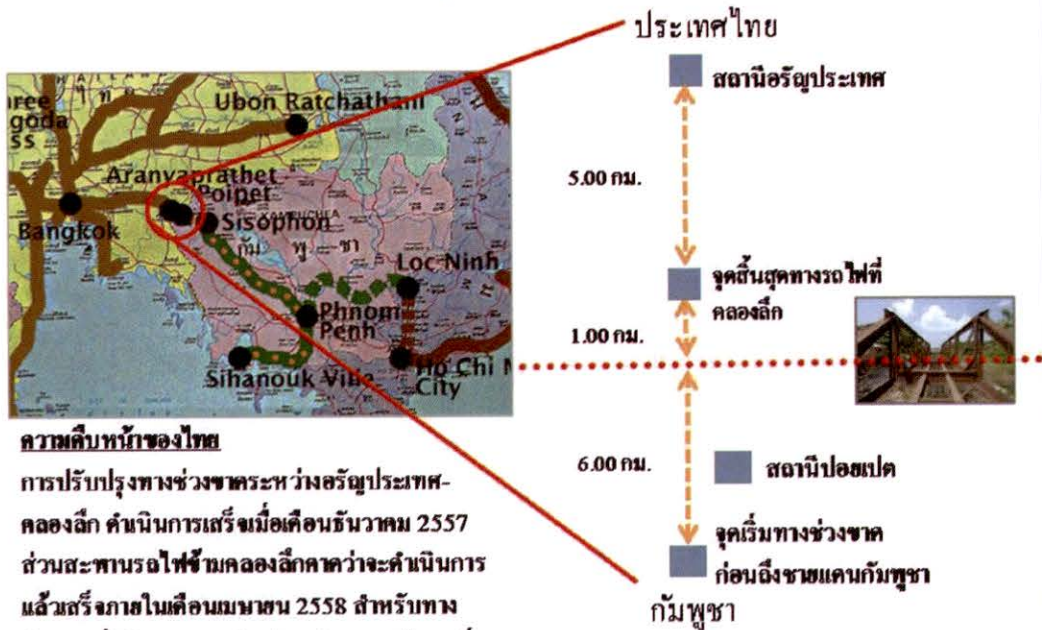 ประเทศไทย
สถานีอรัญประเทศ
5.00 กม.
จุดสิ้นสุดทางรถไฟที่
คลองลึก
1.00 กม.
6.00 กม.
สถานีปอยเปต
จุดเริ่มทางช่วงขาด
ก่อนถึงชายแดนกัมพูชา
กัมพูชา
Ubon Ratchathani
Aranyaprathet
Poipet
Bangkok
Sisophon
KAMPUCHEA
กัม พู ชา
Loc Ninh
Phnom
Penh
Sihanouk Ville
Ho Chi M
City
ความคืบหน้าของไทย
การปรับปรุงทางช่วงขาดระหว่างอรัญประเทศ-
คลองลึก ดำเนินการเสร็จเมื่อเดือนธันวาคม 2557
ส่วนสะพานรถไฟข้ามคลองลึกคาดว่าจะดำเนินการ
แล้วเสร็จภายในเดือนเมษายน 2558 สำหรับทาง